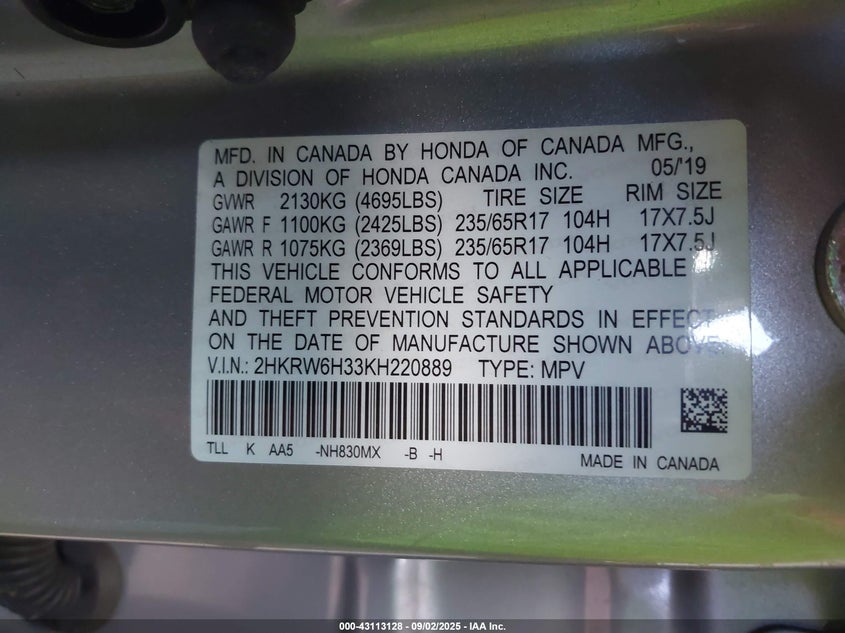 MFD. IN CANADA BY HONDA OF CANADA MFG.,
A DIVISION OF HONDA CANADA INC. 05/'19
GVWR 2130KG (4695LBS) TIRE SIZE RIM SIZE
GAWR F 1100KG (2425LBS) 235/65R17 104H 17X7.5J
GAWR R 1075KG (2369LBS) 235/65R17 104H 17X7.5J
THIS VEHICLE CONFORMS TO ALL APPLICABLE
FEDERAL MOTOR VEHICLE SAFETY
AND THEFT PREVENTION STANDARDS IN EFFECT
ON THE DATE OF MANUFACTURE SHOWN ABOVE.
V.I.N.: 2HKRW6H33KH220889 TYPE: MPV
TLL K AA5 -NH830MX -B -H
MADE IN CANADA
000-43113128 - 09/02/2025 - IAA Inc.